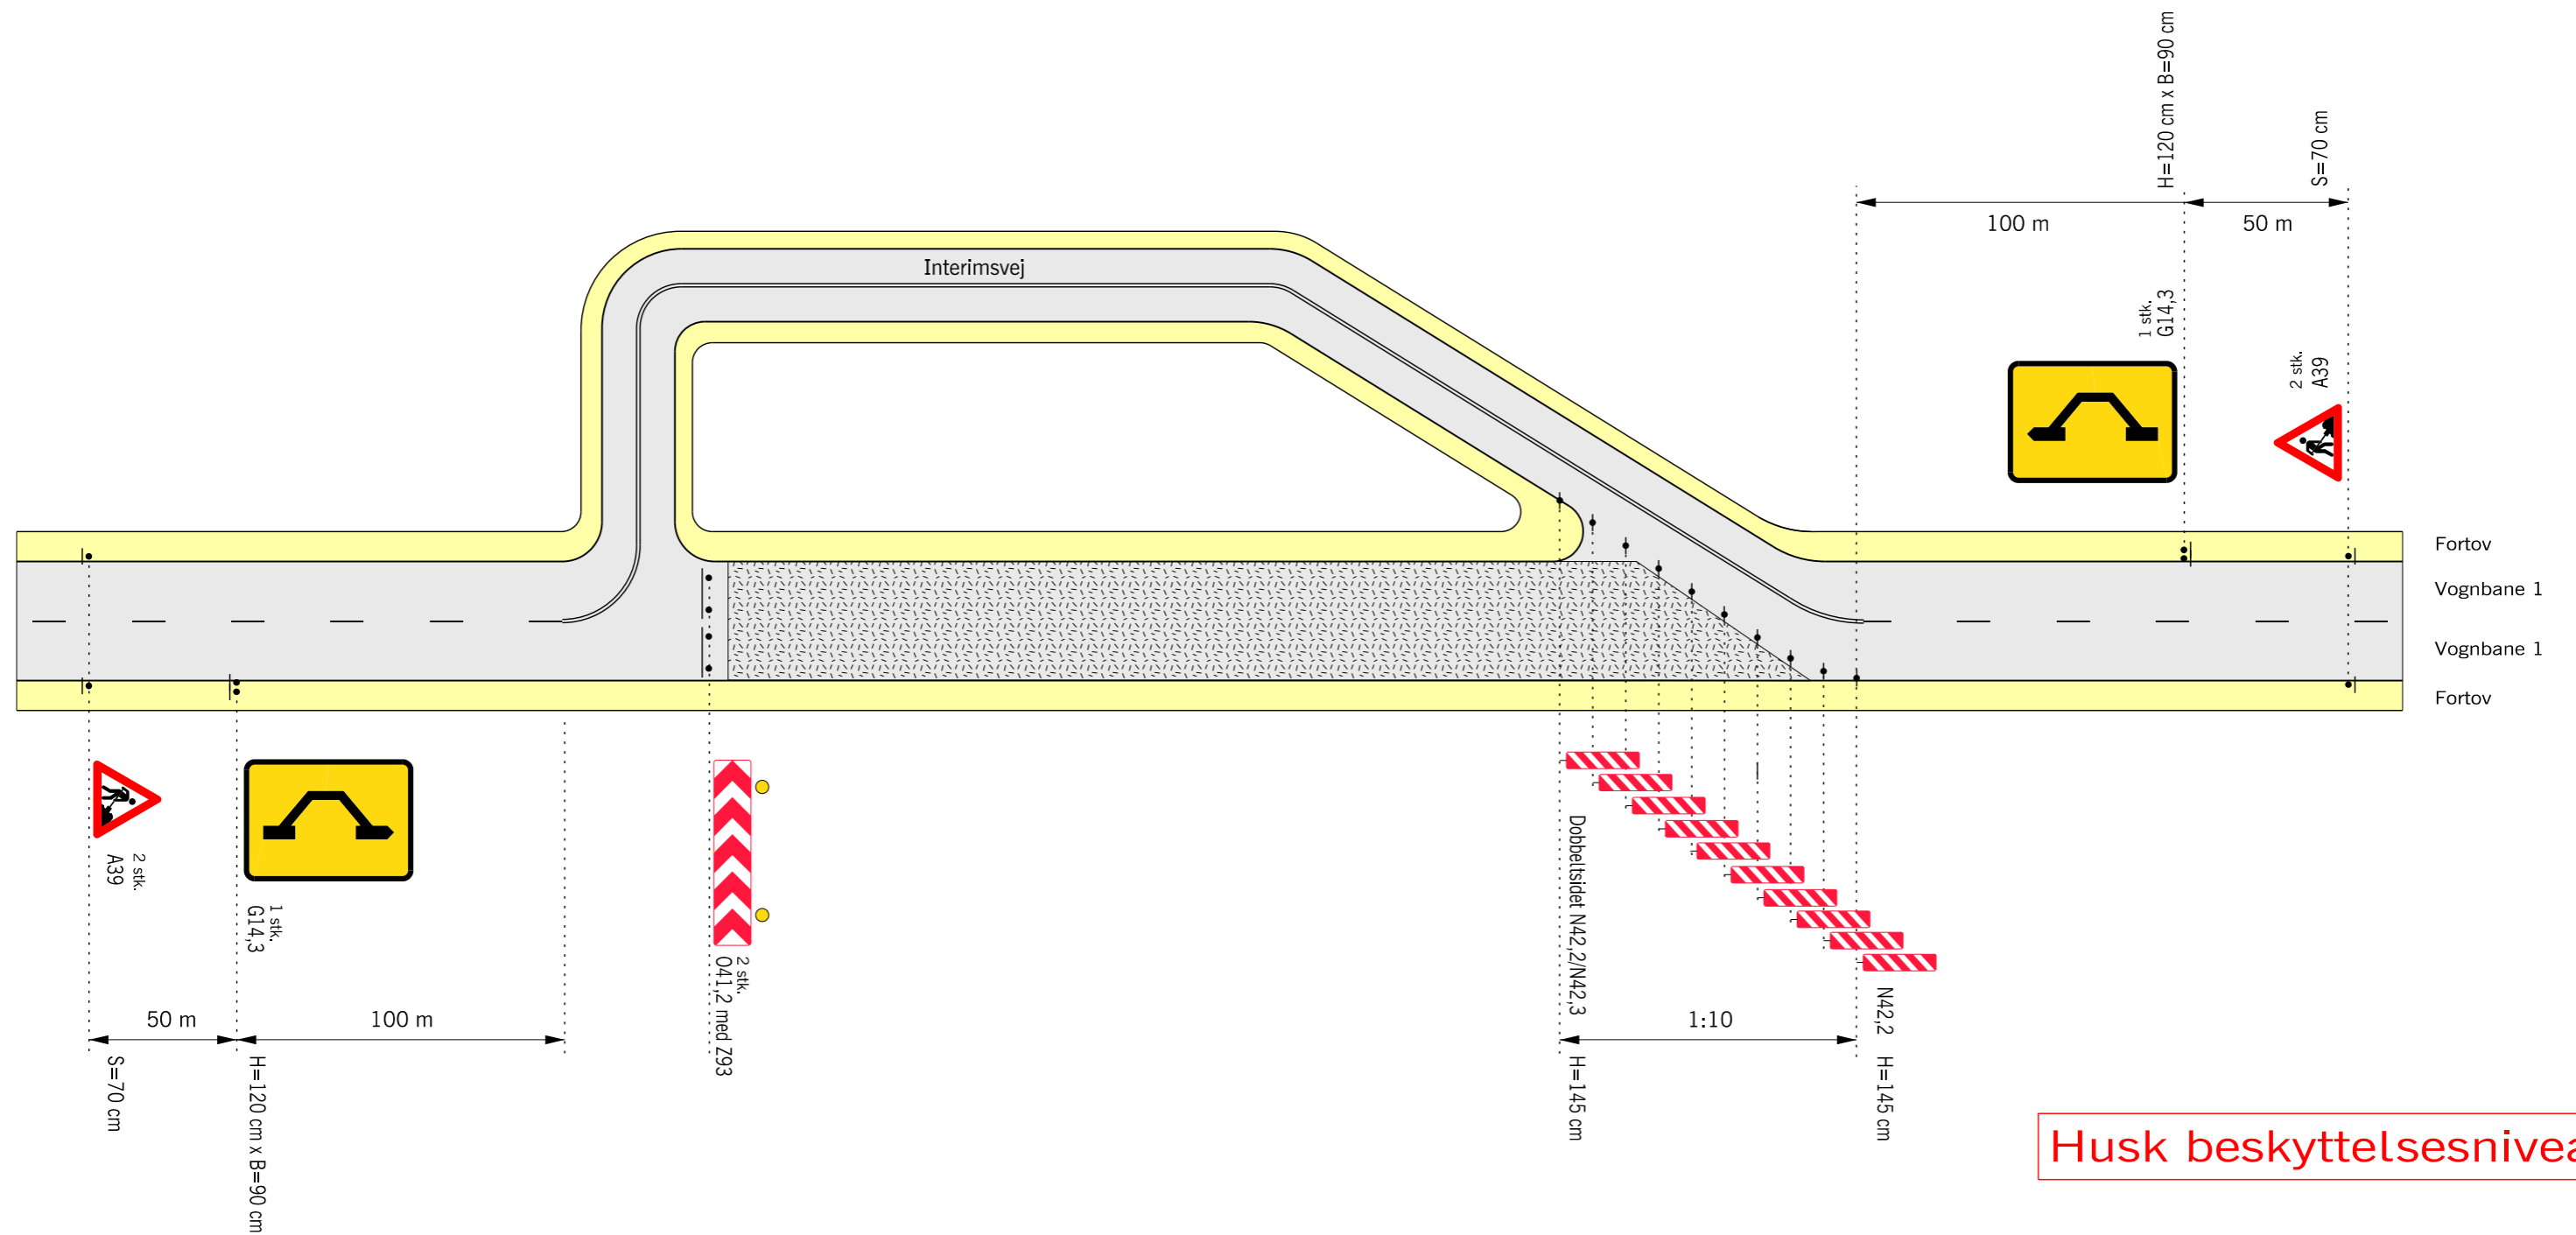 H=120 cm x B=90 cm
S=70 cm
100 m
50 m
Interimsvej
1 stk.
G14,3
2 stk.
A39
Fortov
Vognbane 1
Vognbane 1
Fortov
2 stk.
A39
1 stk.
G14,3
2 stk.
O41,2 med Z93
Dobbeltsidet N42,2/N42,3
N42,2
50 m
100 m
1:10
S=70 cm
H=120 cm x B=90 cm
H=145 cm
H=145 cm
Husk